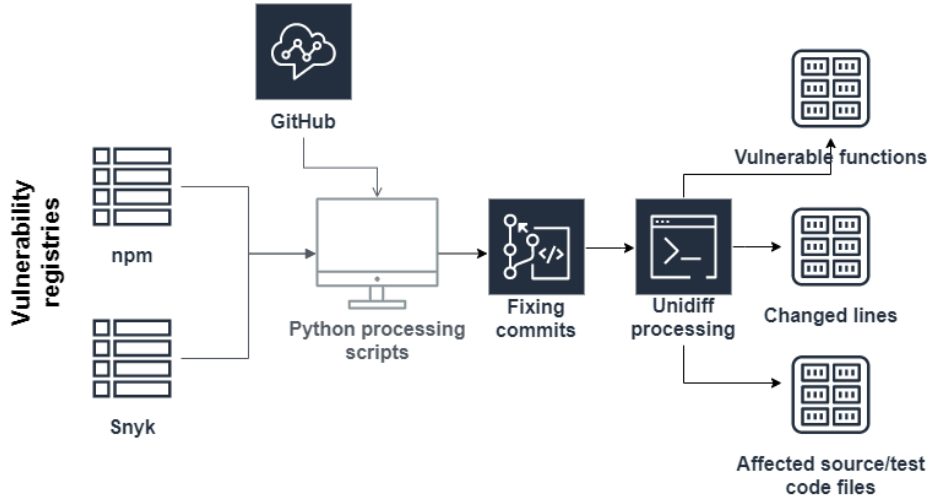 GitHub
Vulnerability
registries
npm
Snyk
Python processing
scripts
Fixing
commits
Unidiff
processing
Vulnerable functions
Changed lines
Affected source/test
code files